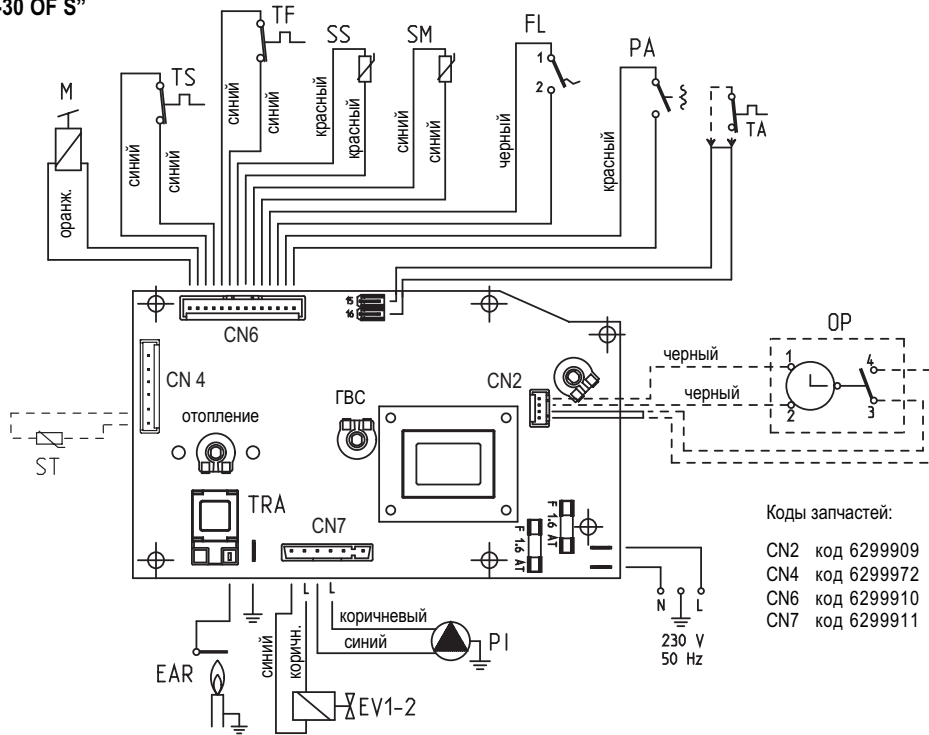 -30 OF S”
TF
SS
SM
FL
PA
TS
M
TA
1
2
синий
синий
красный
красный
синий
синий
черный
красный
синий
синий
оранж.
15
16
CN6
CN 4
CN2
ГВС
отопление
ST
TRA
CN7
F 1.6 AT
F 1.6 AT
OP
1
2
4
3
черный
черный
Коды запчастей:
CN2 код 6299909
CN4 код 6299972
CN6 код 6299910
CN7 код 6299911
N
L
230 V
50 Hz
L
L
коричневый
синий
PI
синий
коричн.
EAR
EV1-2